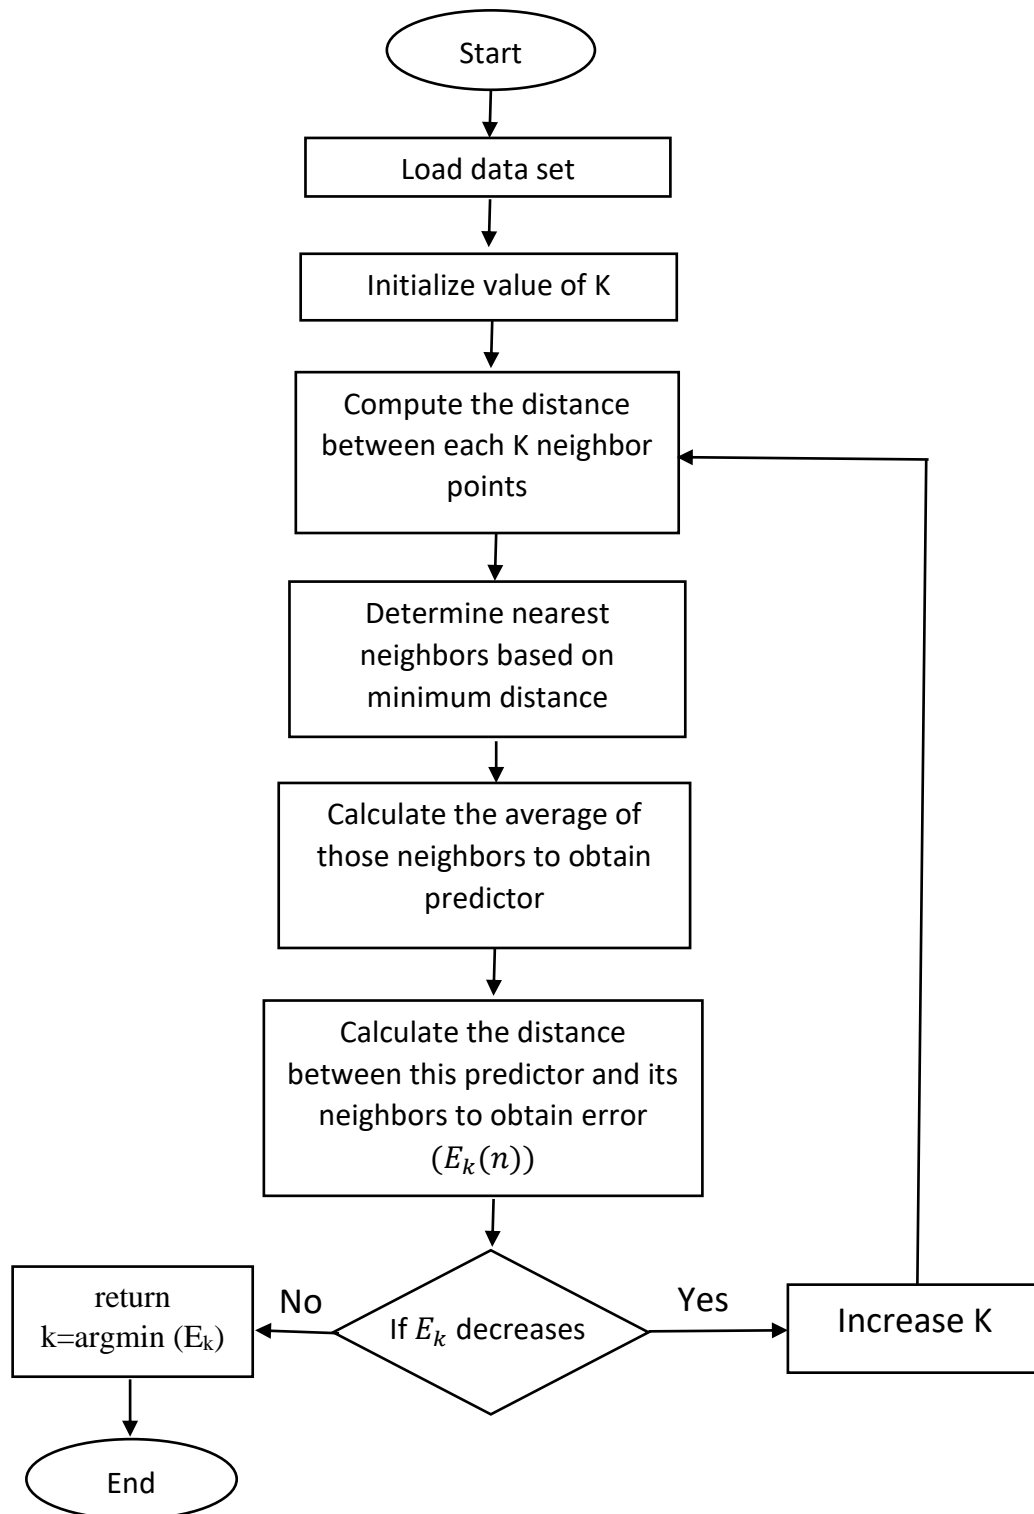 Start
Load data set
Initialize value of K
Compute the distance
between each K neighbor
points
Determine nearest
neighbors based on
minimum distance
Calculate the average of
those neighbors to obtain
predictor
Calculate the distance
between this predictor and its
neighbors to obtain error
(Eₖ(n))
If Eₖ decreases
No
Yes
return
k=argmin (Eₖ)
Increase K
End